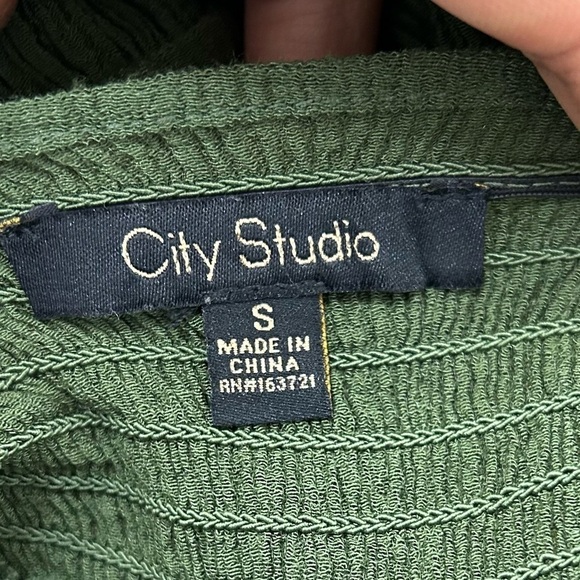 City Studio
S
MADE IN
CHINA
RN#163721